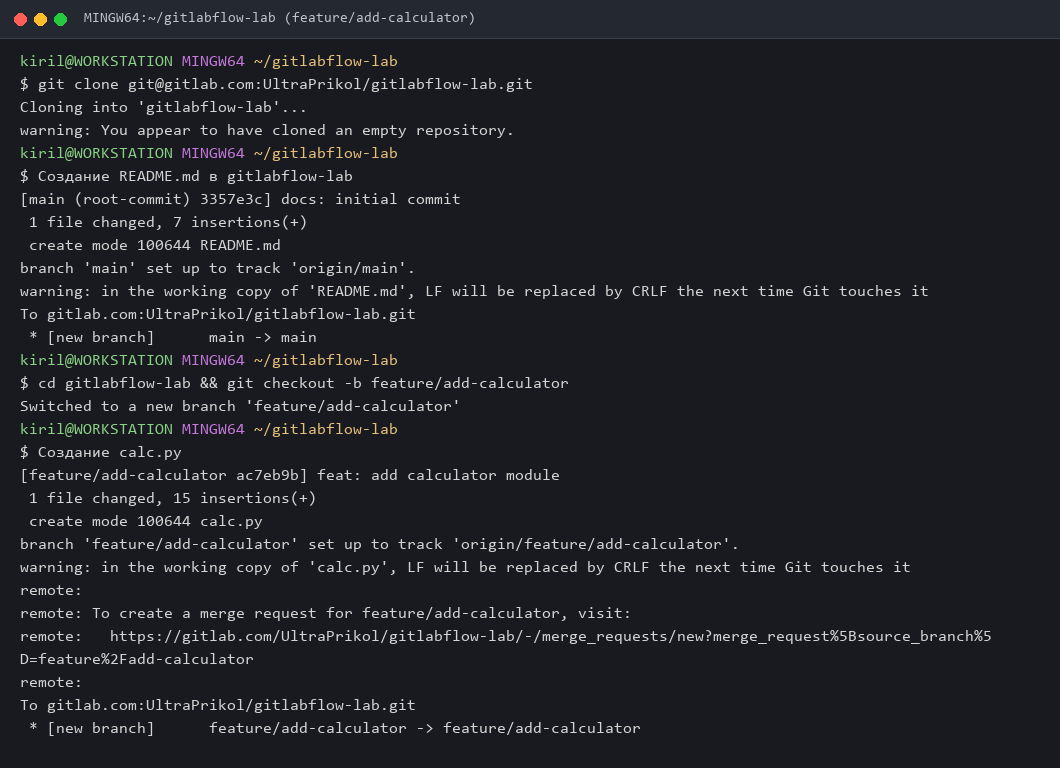 MINGW64:~/gitlabflow-lab (feature/add-calculator)
kiril@WORKSTATION MINGW64 ~/gitlabflow-lab
$ git clone git@gitlab.com:UltraPrikol/gitlabflow-lab.git
Cloning into 'gitlabflow-lab'...
warning: You appear to have cloned an empty repository.
kiril@WORKSTATION MINGW64 ~/gitlabflow-lab
$ Создание README.md в gitlabflow-lab
[main (root-commit) 3357e3c] docs: initial commit
 1 file changed, 7 insertions(+)
 create mode 100644 README.md
branch 'main' set up to track 'origin/main'.
warning: in the working copy of 'README.md', LF will be replaced by CRLF the next time Git touches it
To gitlab.com:UltraPrikol/gitlabflow-lab.git
 * [new branch]      main -> main
kiril@WORKSTATION MINGW64 ~/gitlabflow-lab
$ cd gitlabflow-lab && git checkout -b feature/add-calculator
Switched to a new branch 'feature/add-calculator'
kiril@WORKSTATION MINGW64 ~/gitlabflow-lab
$ Создание calc.py
[feature/add-calculator ac7eb9b] feat: add calculator module
 1 file changed, 15 insertions(+)
 create mode 100644 calc.py
branch 'feature/add-calculator' set up to track 'origin/feature/add-calculator'.
warning: in the working copy of 'calc.py', LF will be replaced by CRLF the next time Git touches it
remote:
remote: To create a merge request for feature/add-calculator, visit:
remote:   https://gitlab.com/UltraPrikol/gitlabflow-lab/-/merge_requests/new?merge_request%5Bsource_branch%5
D=feature%2Fadd-calculator
remote:
To gitlab.com:UltraPrikol/gitlabflow-lab.git
 * [new branch]      feature/add-calculator -> feature/add-calculator